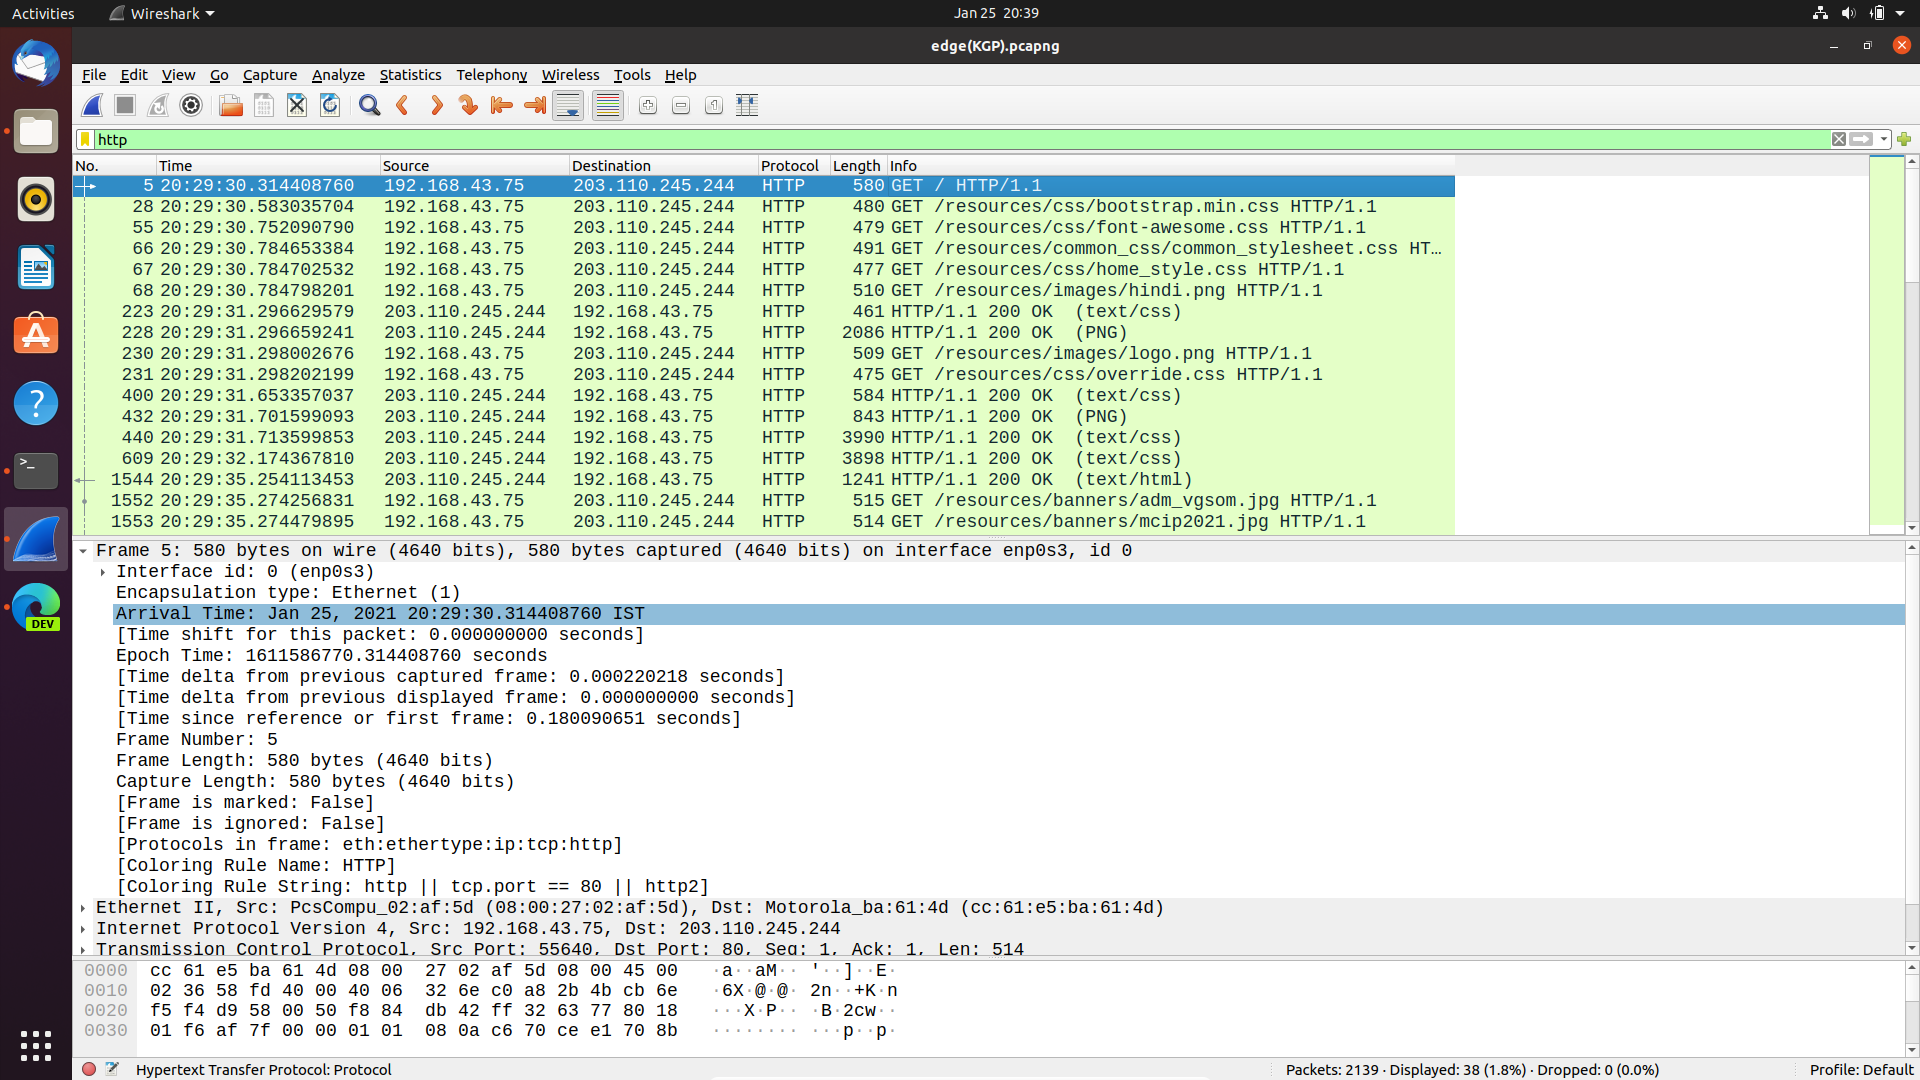 Activities Wireshark Jan 25 20:39
edge(KGP).pcapng
File Edit View Go Capture Analyze Statistics Telephony Wireless Tools Help
http
No. Time Source Destination Protocol Length Info
5 20:29:30.314408760 192.168.43.75 203.110.245.244 HTTP 580 GET / HTTP/1.1
28 20:29:30.583035704 192.168.43.75 203.110.245.244 HTTP 480 GET /resources/css/bootstrap.min.css HTTP/1.1
55 20:29:30.752090790 192.168.43.75 203.110.245.244 HTTP 479 GET /resources/css/font-awesome.css HTTP/1.1
66 20:29:30.784653384 192.168.43.75 203.110.245.244 HTTP 491 GET /resources/common_css/common_stylesheet.css HT…
67 20:29:30.784702532 192.168.43.75 203.110.245.244 HTTP 477 GET /resources/css/home_style.css HTTP/1.1
68 20:29:30.784798201 192.168.43.75 203.110.245.244 HTTP 510 GET /resources/images/hindi.png HTTP/1.1
223 20:29:31.296629579 203.110.245.244 192.168.43.75 HTTP 461 HTTP/1.1 200 OK (text/css)
228 20:29:31.296659241 203.110.245.244 192.168.43.75 HTTP 2086 HTTP/1.1 200 OK (PNG)
230 20:29:31.298002676 192.168.43.75 203.110.245.244 HTTP 509 GET /resources/images/logo.png HTTP/1.1
231 20:29:31.298202199 192.168.43.75 203.110.245.244 HTTP 475 GET /resources/css/override.css HTTP/1.1
400 20:29:31.653357037 203.110.245.244 192.168.43.75 HTTP 584 HTTP/1.1 200 OK (text/css)
432 20:29:31.701599093 203.110.245.244 192.168.43.75 HTTP 843 HTTP/1.1 200 OK (PNG)
440 20:29:31.713599853 203.110.245.244 192.168.43.75 HTTP 3990 HTTP/1.1 200 OK (text/css)
609 20:29:32.174367810 203.110.245.244 192.168.43.75 HTTP 3898 HTTP/1.1 200 OK (text/css)
1544 20:29:35.254113453 203.110.245.244 192.168.43.75 HTTP 1241 HTTP/1.1 200 OK (text/html)
1552 20:29:35.274256831 192.168.43.75 203.110.245.244 HTTP 515 GET /resources/banners/adm_vgsom.jpg HTTP/1.1
1553 20:29:35.274479895 192.168.43.75 203.110.245.244 HTTP 514 GET /resources/banners/mcip2021.jpg HTTP/1.1
Frame 5: 580 bytes on wire (4640 bits), 580 bytes captured (4640 bits) on interface enp0s3, id 0
Interface id: 0 (enp0s3)
Encapsulation type: Ethernet (1)
Arrival Time: Jan 25, 2021 20:29:30.314408760 IST
[Time shift for this packet: 0.000000000 seconds]
Epoch Time: 1611586770.314408760 seconds
[Time delta from previous captured frame: 0.000220218 seconds]
[Time delta from previous displayed frame: 0.000000000 seconds]
[Time since reference or first frame: 0.180090651 seconds]
Frame Number: 5
Frame Length: 580 bytes (4640 bits)
Capture Length: 580 bytes (4640 bits)
[Frame is marked: False]
[Frame is ignored: False]
[Protocols in frame: eth:ethertype:ip:tcp:http]
[Coloring Rule Name: HTTP]
[Coloring Rule String: http || tcp.port == 80 || http2]
Ethernet II, Src: PcsCompu_02:af:5d (08:00:27:02:af:5d), Dst: Motorola_ba:61:4d (cc:61:e5:ba:61:4d)
Internet Protocol Version 4, Src: 192.168.43.75, Dst: 203.110.245.244
Transmission Control Protocol, Src Port: 55640, Dst Port: 80, Seq: 1, Ack: 1, Len: 514
0000 cc 61 e5 ba 61 4d 08 00 27 02 af 5d 08 00 45 00 ·a··aM·· '··]··E·
0010 02 36 58 fd 40 00 40 06 32 6e c0 a8 2b 4b cb 6e ·6X·@·@· 2n··+K·n
0020 f5 f4 d9 58 00 50 f8 84 db 42 ff 32 63 77 80 18 ···X·P·· ·B·2cw··
0030 01 f6 af 7f 00 00 01 01 08 0a c6 70 ce e1 70 8b ········ ···p··p·
Hypertext Transfer Protocol: Protocol Packets: 2139 · Displayed: 38 (1.8%) · Dropped: 0 (0.0%) Profile: Default
DEV